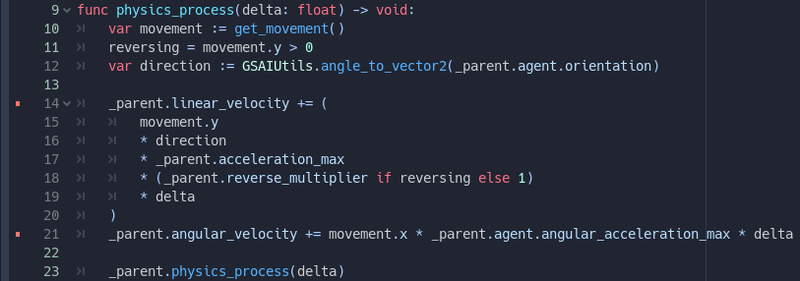 9 func physics_process(delta: float) -> void:
10 var movement := get_movement()
11 reversing = movement.y > 0
12 var direction := GSAIUtils.angle_to_vector2(_parent.agent.orientation)
13
14 _parent.linear_velocity += (
15 movement.y
16 * direction
17 * _parent.acceleration_max
18 * (_parent.reverse_multiplier if reversing else 1)
19 * delta
20 )
21 _parent.angular_velocity += movement.x * _parent.agent.angular_acceleration_max * delta
22
23 _parent.physics_process(delta)